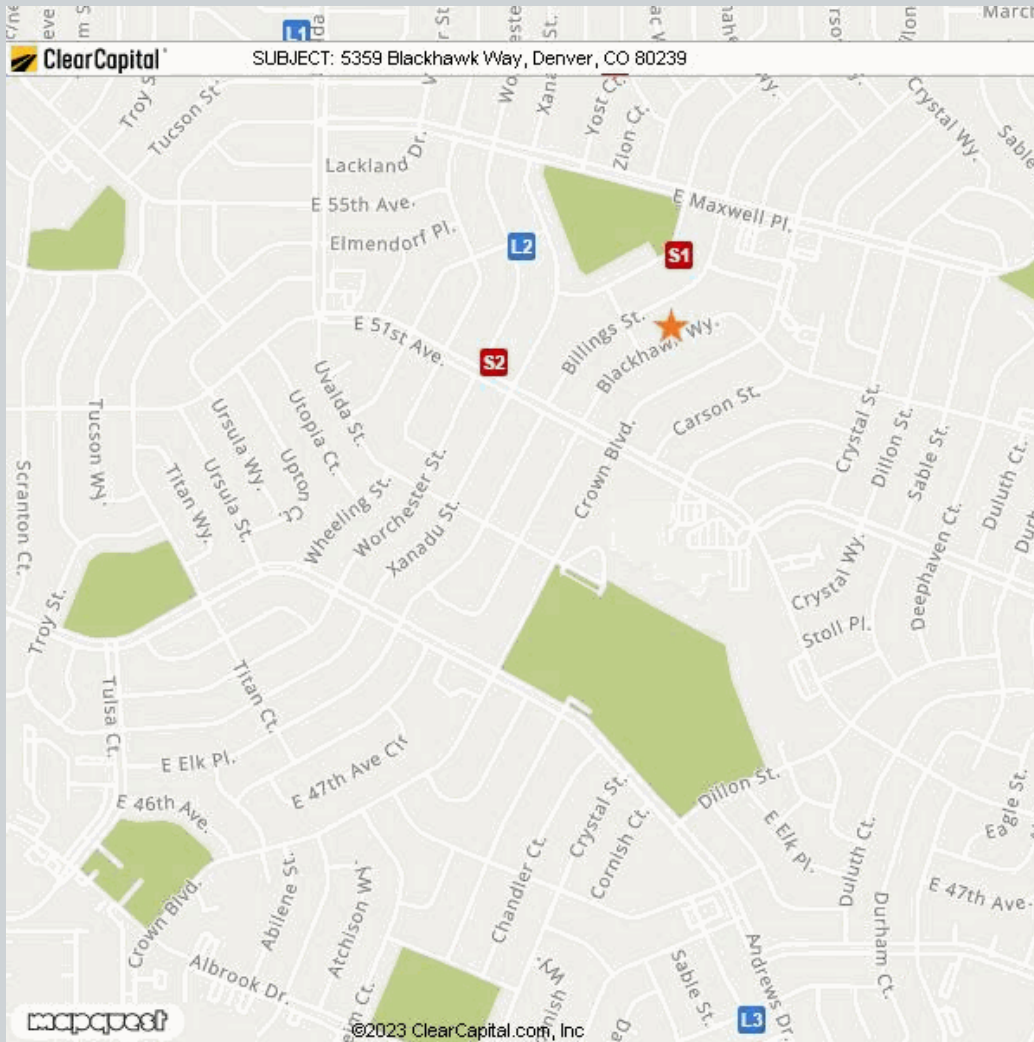 March
L1
ClearCapital
SUBJECT: 5359 Blackhawk Way, Denver, CO 80239
Troy S
Tucson St
Xana
Yost Ct.
Zion Ct.
Wy.
Crystal Wy.
Sable
Lackland Dr.
E 55th Ave.
Elmendorf Pl.
L2
E Maxwell Pl.
S1
E 51st Ave.
S2
Billings St.
Blackhawk Wy.
Carson St.
Uvalda St.
Utopia Ct.
Upton Ct.
Ursula Wy.
Ursula St.
Tucson Wy.
Titan Wy.
Scranton Ct.
Wheeling St.
Worchester St.
Xanadu St.
Crown Blvd.
Crystal St.
Dillon St.
Sable St.
Duluth Ct.
Deephaven Ct.
Crystal Wy.
Stoll Pl.
Troy St.
Tulsa Ct.
Titan Ct.
E Elk Pl.
E 47th Ave Cir
E 46th Ave.
Crown Blvd.
Abilene St.
Atchison Wy.
Albrook Dr.
Chandler Ct.
Crystal St.
Cornish Ct.
Dillon St.
E Elk Pl.
Duluth Ct.
Durham Ct.
Eagle St.
E 47th Ave.
Andrews Dr.
Sable St.
L3
mapquest
©2023 ClearCapital.com, Inc